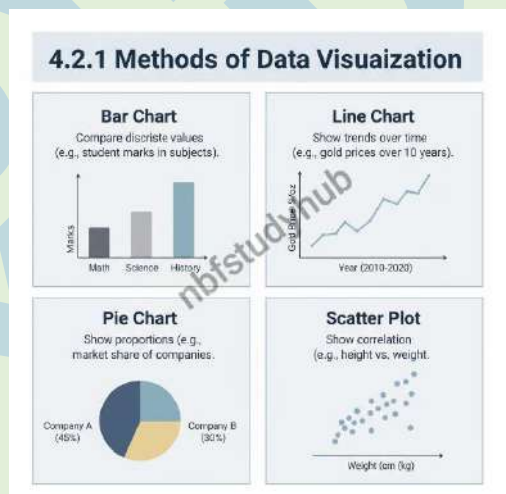 4.2.1 Methods of Data Visuaization
Bar Chart
Compare discriste values
(e.g., student marks in subjects).
Marks
Math Science History
Line Chart
Show trends over time
(e.g., gold prices over 10 years).
Gold Price $/oz
Year (2010-2020)
nbfstudyhub
Pie Chart
Show proportions (e.g.,
market share of companies.
Company A
(45%)
Company B
(30%)
Scatter Plot
Show correlation
(e.g., height vs. weight.
Weight (cm (kg)